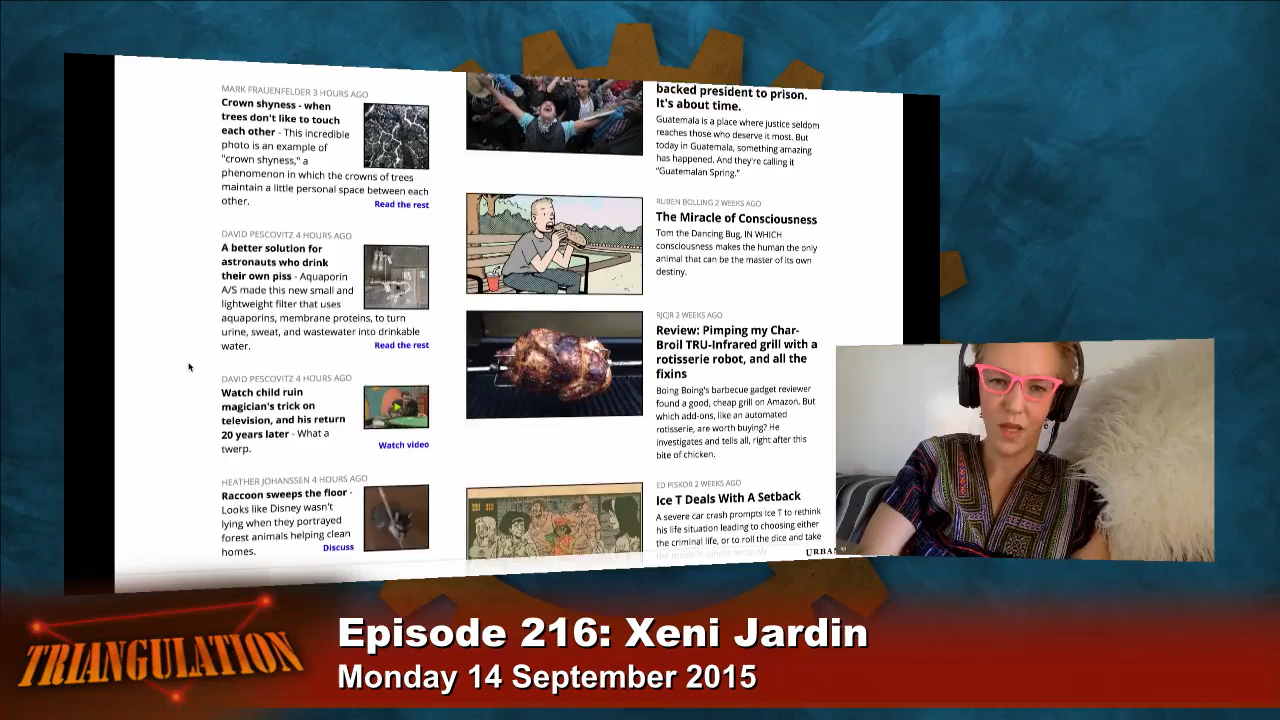 MARK FRAUENFELDER 3 HOURS AGO
Crown shyness - when
trees don't like to touch
each other - This incredible
photo is an example of
"crown shyness," a
phenomenon in which the crowns of trees
maintain a little personal space between each
other.
Read the rest
DAVID PESCOVITZ 4 HOURS AGO
A better solution for
astronauts who drink
their own piss - Aquaporin
A/S made this new small and
lightweight filter that uses
aquaporins, membrane proteins, to turn
urine, sweat, and wastewater into drinkable
water.
Read the rest
DAVID PESCOVITZ 4 HOURS AGO
Watch child ruin
magician's trick on
television, and his return
20 years later - What a
twerp.
Watch video
HEATHER JOHANSSEN 4 HOURS AGO
Raccoon sweeps the floor -
Looks like Disney wasn't
lying when they portrayed
forest animals helping clean
homes.
Discuss
backed president to prison.
It's about time.
Guatemala is a place where justice seldom
reaches those who deserve it most. But
today in Guatemala, something amazing
has happened. And they're calling it
"Guatemalan Spring."
RUBEN BOLLING 2 WEEKS AGO
The Miracle of Consciousness
Tom the Dancing Bug, IN WHICH
consciousness makes the human the only
animal that can be the master of its own
destiny.
RJCJR 2 WEEKS AGO
Review: Pimping my Char-
Broil TRU-Infrared grill with a
rotisserie robot, and all the
fixins
Boing Boing's barbecue gadget reviewer
found a good, cheap grill on Amazon. But
which add-ons, like an automated
rotisserie, are worth buying? He
investigates and tells all, right after this
bite of chicken.
ED PISKOR 2 WEEKS AGO
Ice T Deals With A Setback
A severe car crash prompts Ice T to rethink
his life situation leading to choosing either
the criminal life, or to roll the dice and take
the music business seriously
TRIANGULATION
Episode 216: Xeni Jardin
Monday 14 September 2015